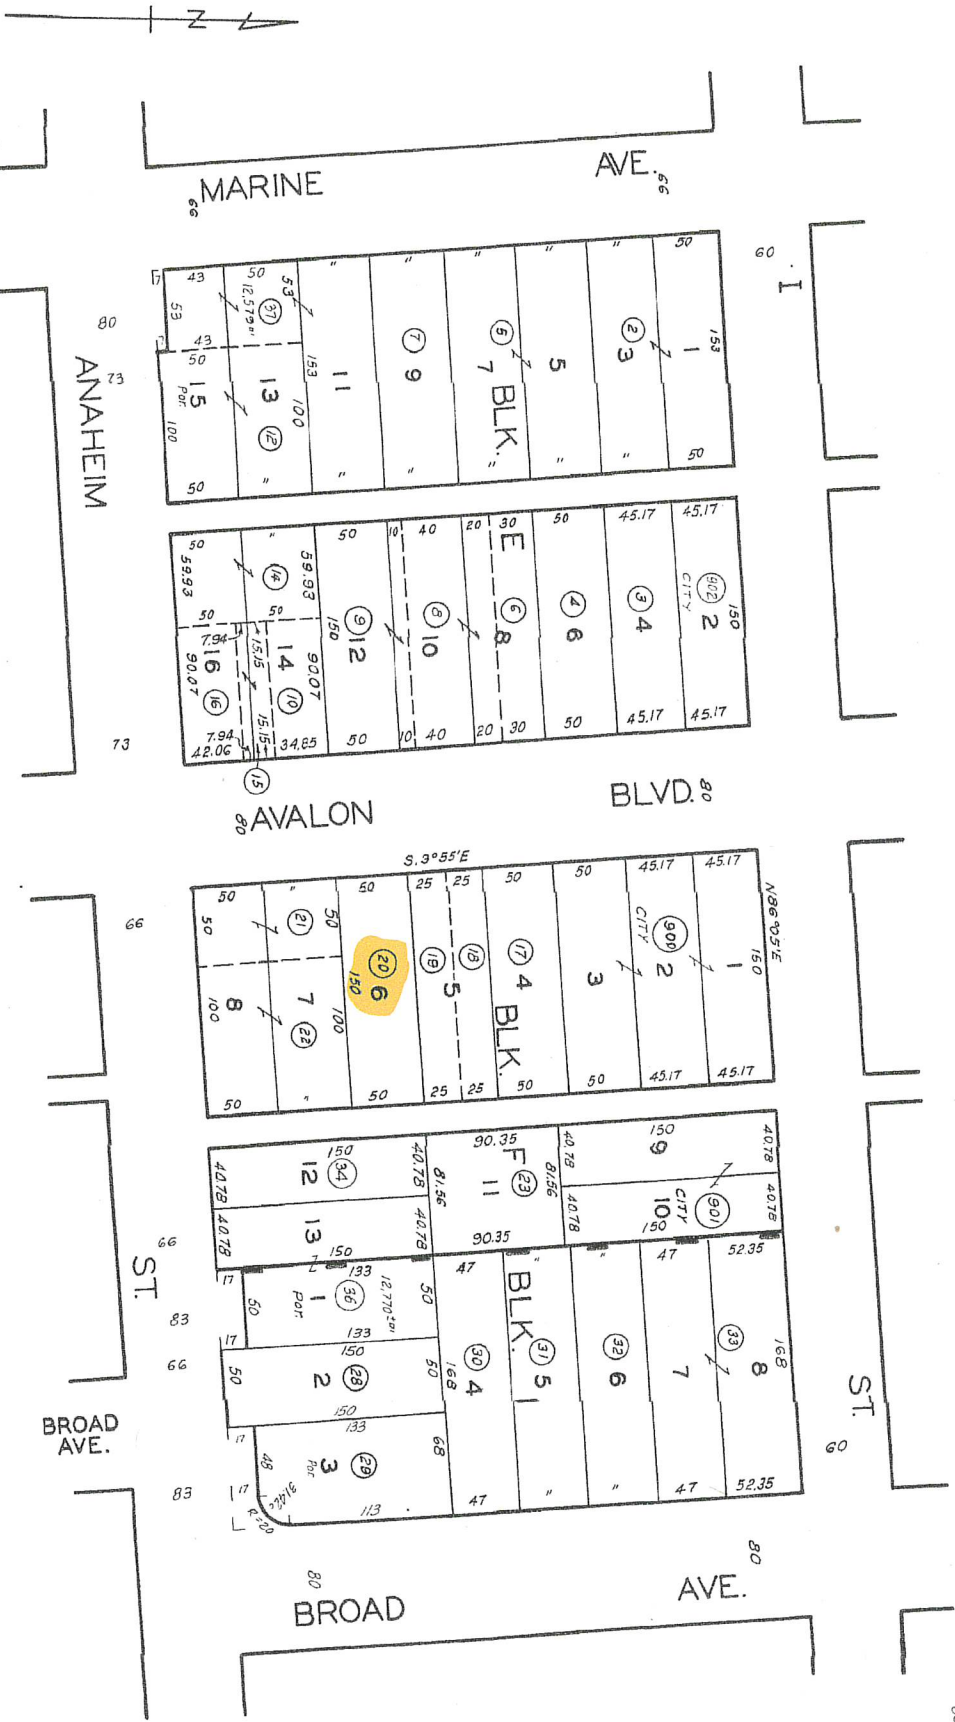 N
MARINE AVE.
66 66
60
I
80
73
ANAHEIM
7 43 50 53 " " " " " 50
53 12,579± 37 153
43 7 9 5 7 BLK. 5 2 3 1
50 15 Por. 100 13 12 100 153 11
50 " " " " " 50
50 " 50 10 40 20 30 50 45.17 45.17
59.93 14 59.93 E 902 CITY 2 150
50 50 150 9 12 8 10 6 8 4 6 3 4
7.94 15.15 14 10 90.07
16 16 90.07
7.94 15.15 34.85 50 10 40 20 30 50 45.17 45.17
42.06 15
73
80 AVALON BLVD. 80
S. 3°55'E
50 " 50 25 25 50 50 45.17 45.17
N86°05'E
66
50 21 50 20 6 150 19 5 18 17 4 3 CITY 900 2 1 150
8 100 7 22 100 BLK.
50 " 50 25 25 50 50 45.17 45.17
150 40.78 90.35 40.78 150 40.78
40.78 12 34 F 11 23 81.56 9
81.56
40.78 13 40.78 40.78 10 CITY 901 40.78
150 90.35 150
66
ST.
17 133 47 " 47 52.35
50 1 Por. 36 12,770± 50 BLK. 1
83 33 8 168
17 133 30 4 168 31 5 32 6 7
66 150 50
50 2 28
150
17 133
48 3 Por. 29 68
BROAD
AVE.
83 17 31.42 R=20 113 47 " " 47 52.35
ST.
60
80 80
BROAD AVE.